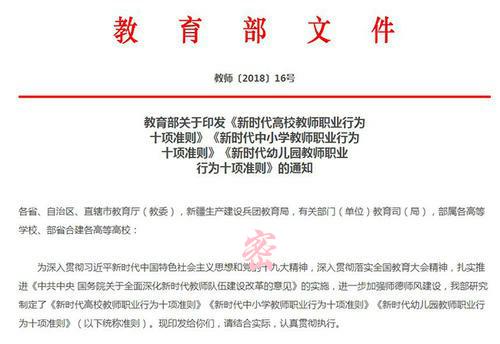 教育部文件
教师〔2018〕16号
教育部关于印发《新时代高校教师职业行为
十项准则》《新时代中小学教师职业行为
十项准则》《新时代幼儿园教师职业
行为十项准则》的通知
各省、自治区、直辖市教育厅（教委），新疆生产建设兵团教育局，有关部门（单位）教育司（局），部属各高等
学校、部省合建各高等高校：
密
为深入贯彻习近平新时代中国特色社会主义思想和党的十九大精神，深入贯彻落实全国教育大会精神，扎实推
进《中共中央 国务院关于全面深化新时代教师队伍建设改革的意见》的实施，进一步加强师德师风建设，我部研究
制定了《新时代高校教师职业行为十项准则》《新时代中小学教师职业行为十项准则》《新时代幼儿园教师职业行
为十项准则》（以下统称准则）。现印发给你们，请结合实际，认真贯彻执行。